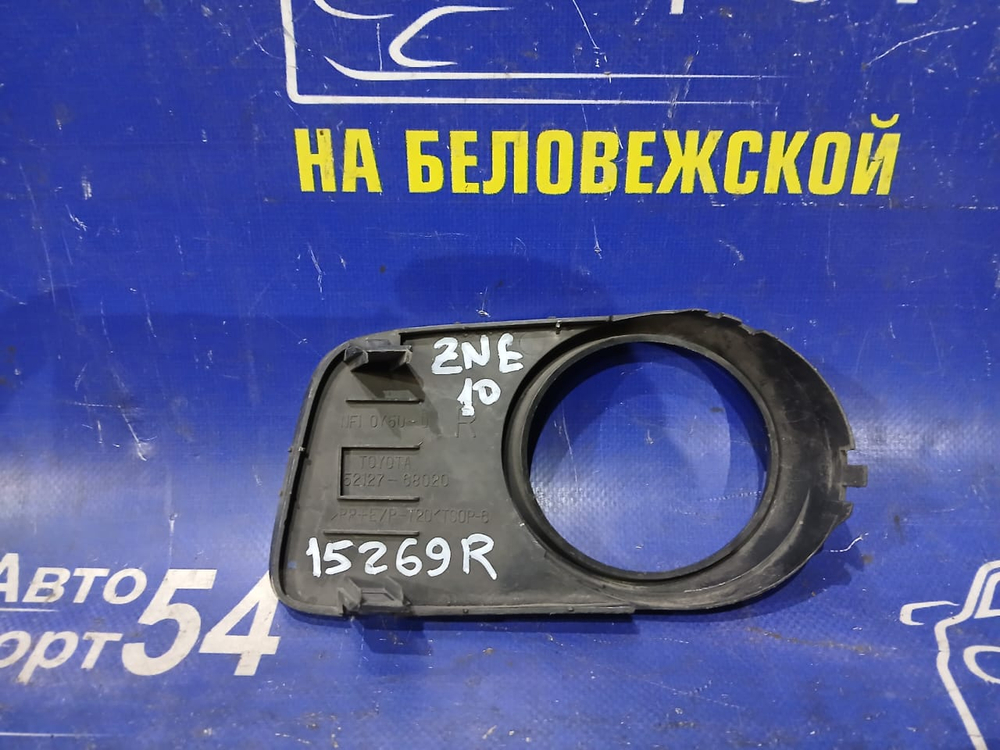 НА БЕЛОВЕЖСКОЙ
ZNE
10
R
TOYOTA
52127-68020
15269R
Авто
орт 54